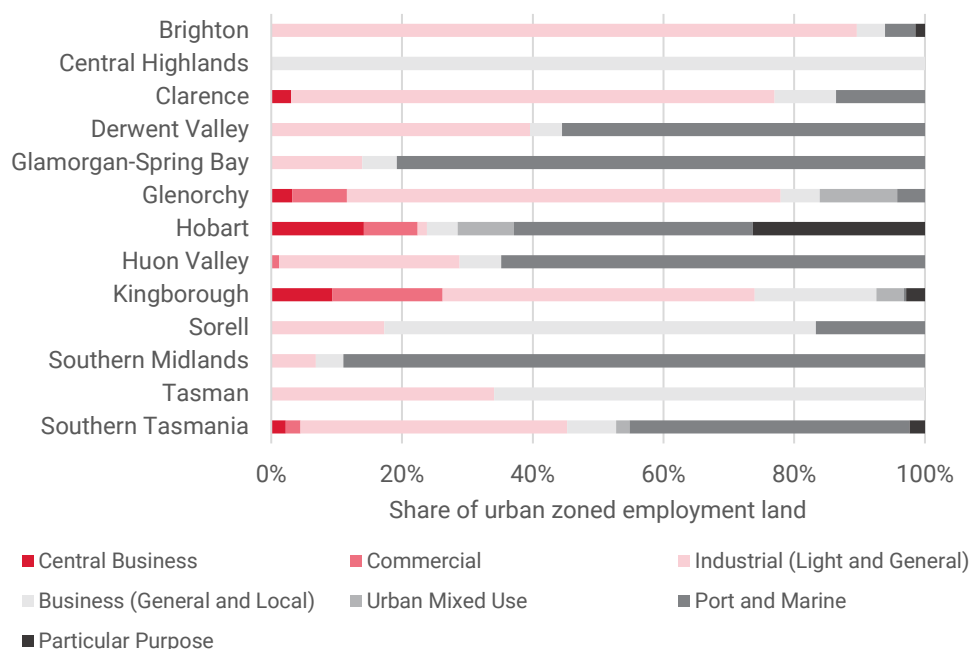 Brighton
Central Highlands
Clarence
Derwent Valley
Glamorgan-Spring Bay
Glenorchy
Hobart
Huon Valley
Kingborough
Sorell
Southern Midlands
Tasman
Southern Tasmania
0% 20% 40% 60% 80% 100%
Share of urban zoned employment land
Central Business Commercial Industrial (Light and General)
Business (General and Local) Urban Mixed Use Port and Marine
Particular Purpose